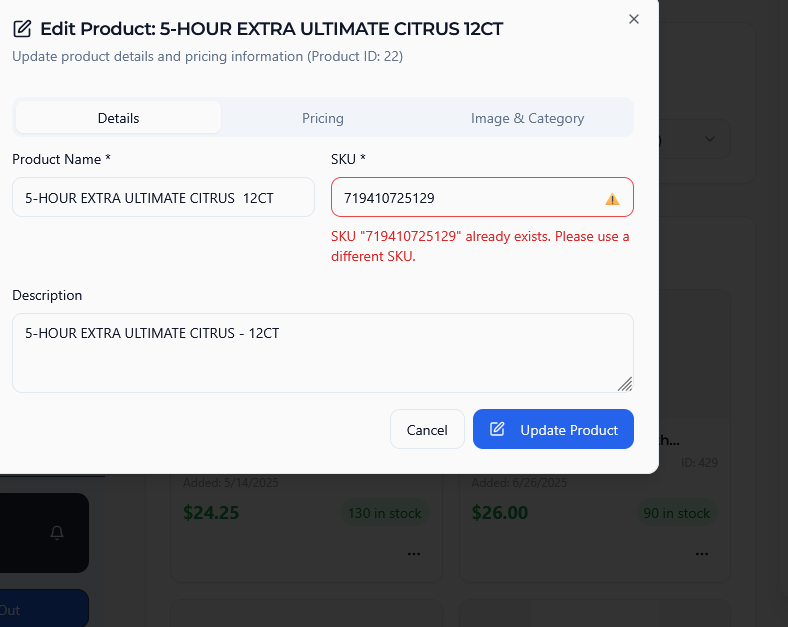 Edit Product: 5-HOUR EXTRA ULTIMATE CITRUS 12CT
Update product details and pricing information (Product ID: 22)
Details
Pricing
Image & Category
Product Name *
SKU *
5-HOUR EXTRA ULTIMATE CITRUS  12CT
719410725129
SKU "719410725129" already exists. Please use a
different SKU.
Description
5-HOUR EXTRA ULTIMATE CITRUS - 12CT
Cancel
Update Product
ID: 429
Added: 5/14/2025
Added: 6/26/2025
$24.25
130 in stock
$26.00
90 in stock
...
...
Out